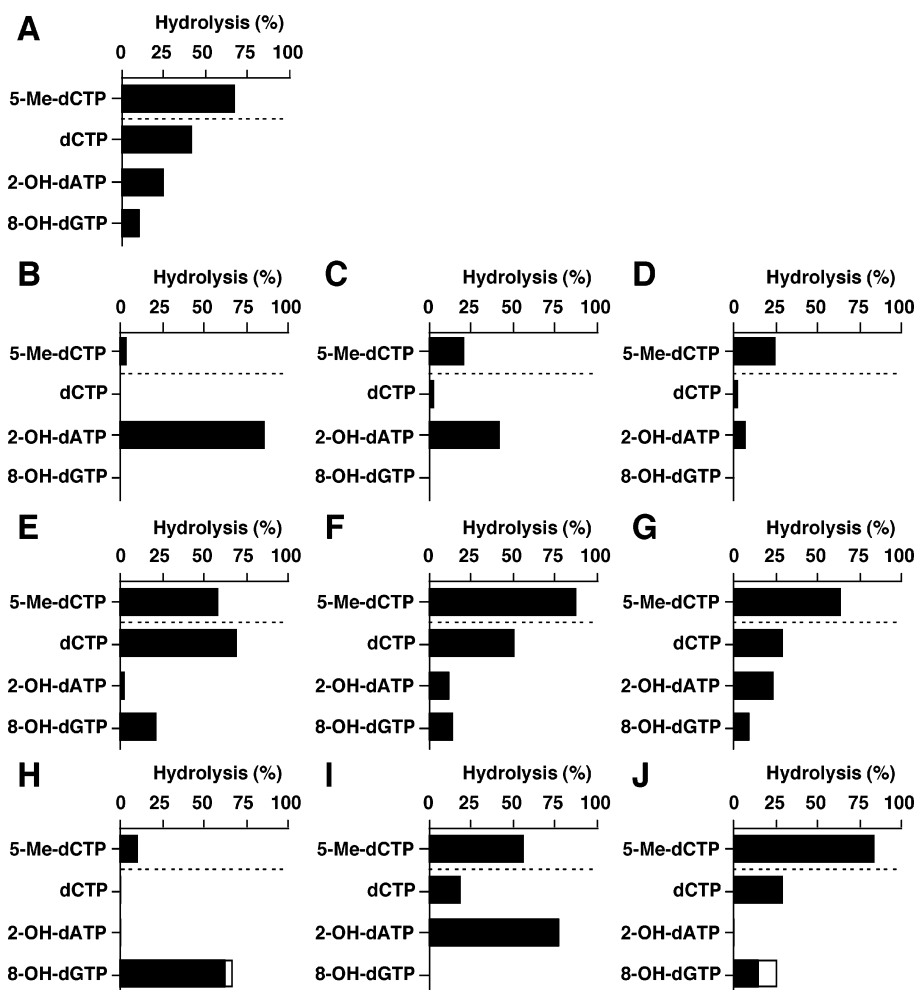 A
Hydrolysis (%)
0 25 50 75 100
5-Me-dCTP
dCTP
2-OH-dATP
8-OH-dGTP
B
Hydrolysis (%)
0 25 50 75 100
5-Me-dCTP
dCTP
2-OH-dATP
8-OH-dGTP
C
Hydrolysis (%)
0 25 50 75 100
5-Me-dCTP
dCTP
2-OH-dATP
8-OH-dGTP
D
Hydrolysis (%)
0 25 50 75 100
5-Me-dCTP
dCTP
2-OH-dATP
8-OH-dGTP
E
Hydrolysis (%)
0 25 50 75 100
5-Me-dCTP
dCTP
2-OH-dATP
8-OH-dGTP
F
Hydrolysis (%)
0 25 50 75 100
5-Me-dCTP
dCTP
2-OH-dATP
8-OH-dGTP
G
Hydrolysis (%)
0 25 50 75 100
5-Me-dCTP
dCTP
2-OH-dATP
8-OH-dGTP
H
Hydrolysis (%)
0 25 50 75 100
5-Me-dCTP
dCTP
2-OH-dATP
8-OH-dGTP
I
Hydrolysis (%)
0 25 50 75 100
5-Me-dCTP
dCTP
2-OH-dATP
8-OH-dGTP
J
Hydrolysis (%)
0 25 50 75 100
5-Me-dCTP
dCTP
2-OH-dATP
8-OH-dGTP